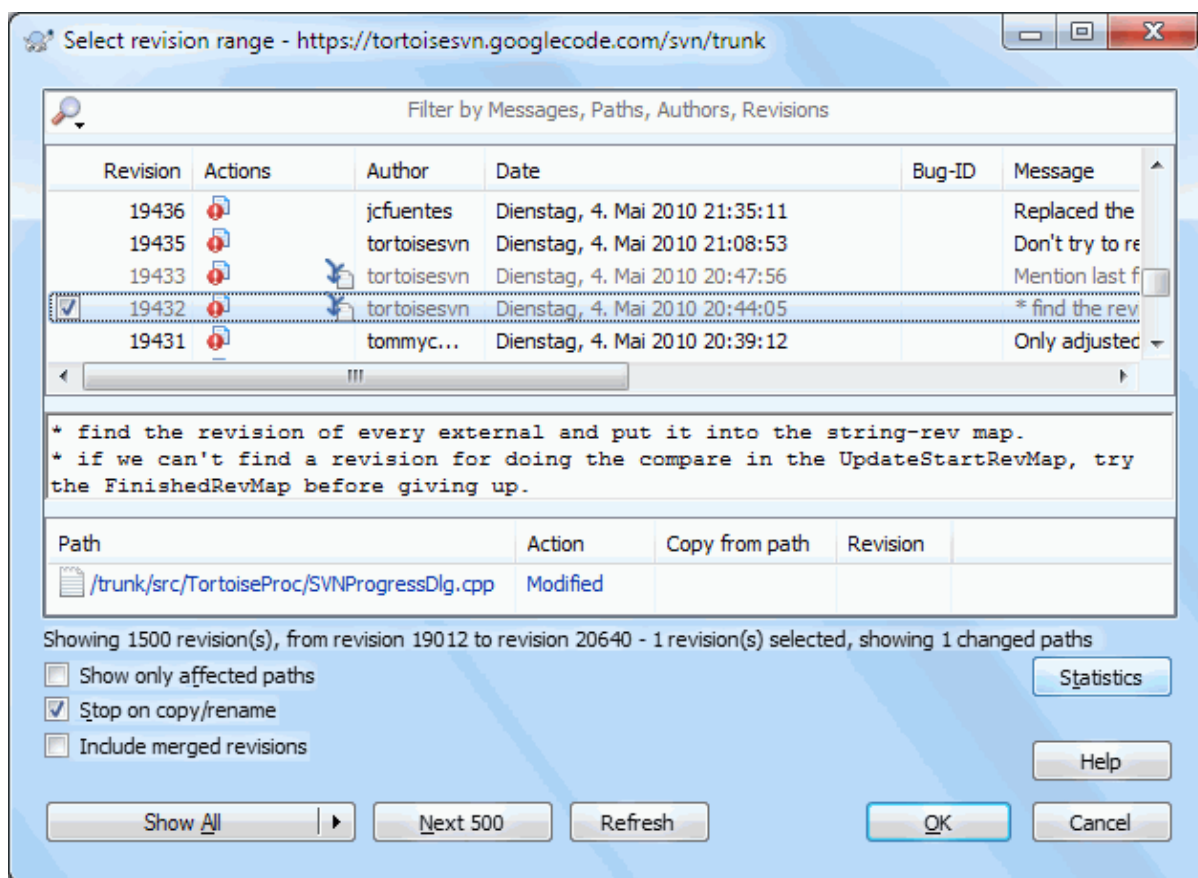 Select revision range - https://tortoisesvn.googlecode.com/svn/trunk
Filter by Messages, Paths, Authors, Revisions
Revision Actions Author Date Bug-ID Message
19436 jcfuentes Dienstag, 4. Mai 2010 21:35:11 Replaced the
19435 tortoisesvn Dienstag, 4. Mai 2010 21:08:53 Don't try to re
19433 tortoisesvn Dienstag, 4. Mai 2010 20:47:56 Mention last f
19432 tortoisesvn Dienstag, 4. Mai 2010 20:44:05 * find the rev
19431 tommyc... Dienstag, 4. Mai 2010 20:39:12 Only adjusted
* find the revision of every external and put it into the string-rev map.
* if we can't find a revision for doing the compare in the UpdateStartRevMap, try
the FinishedRevMap before giving up.
Path Action Copy from path Revision
/trunk/src/TortoiseProc/SVNProgressDlg.cpp Modified
Showing 1500 revision(s), from revision 19012 to revision 20640 - 1 revision(s) selected, showing 1 changed paths
Show only affected paths
Statistics
Stop on copy/rename
Include merged revisions
Help
Show All Next 500 Refresh OK Cancel